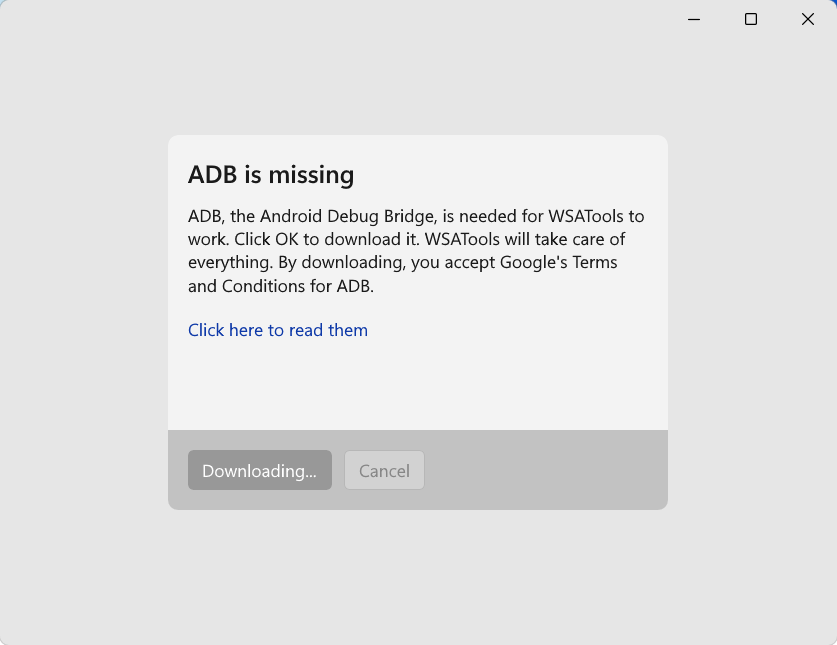 ADB is missing
ADB, the Android Debug Bridge, is needed for WSATools to
work. Click OK to download it. WSATools will take care of
everything. By downloading, you accept Google's Terms
and Conditions for ADB.
Click here to read them
Downloading...
Cancel